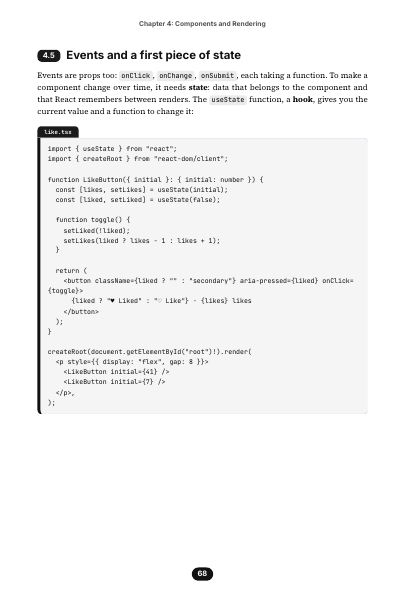 Chapter 4: Components and Rendering
4.5 Events and a first piece of state
Events are props too: onClick, onChange, onSubmit, each taking a function. To make a
component change over time, it needs state: data that belongs to the component and
that React remembers between renders. The useState function, a hook, gives you the
current value and a function to change it:
like.tsx
import { useState } from "react";
import { createRoot } from "react-dom/client";
function LikeButton({ initial }: { initial: number }) {
  const [likes, setLikes] = useState(initial);
  const [liked, setLiked] = useState(false);
  function toggle() {
    setLiked(!liked);
    setLikes(liked ? likes - 1 : likes + 1);
  }
  return (
    <button className={liked ? "" : "secondary"} aria-pressed={liked} onClick=
{toggle}>
      {liked ? "♥ Liked" : "♡ Like"} · {likes} likes
    </button>
  );
}
createRoot(document.getElementById("root")!).render(
  <p style={{ display: "flex", gap: 8 }}>
    <LikeButton initial={41} />
    <LikeButton initial={7} />
  </p>,
);
68